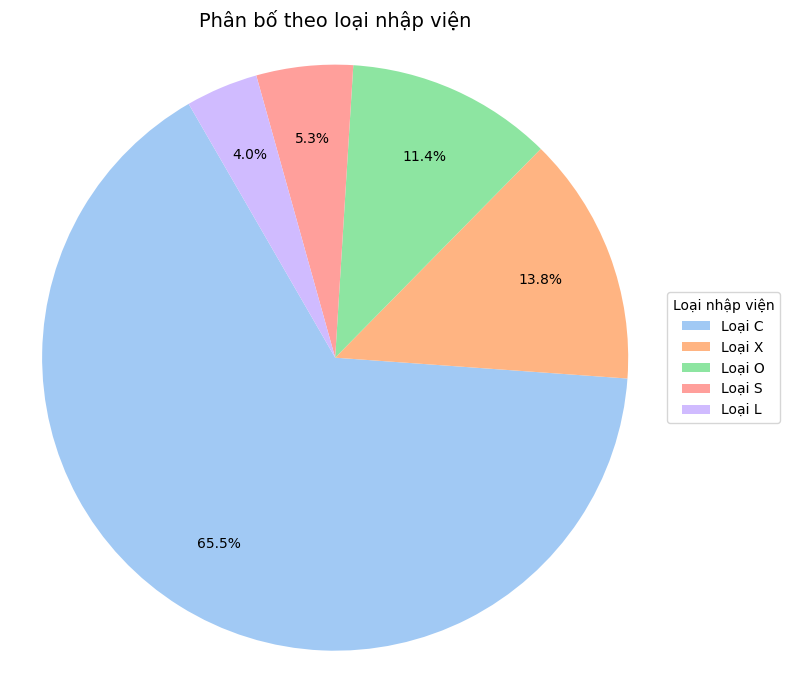 Phân bố theo loại nhập viện
5.3%
4.0%
11.4%
13.8%
65.5%
Loại nhập viện
Loại C
Loại X
Loại O
Loại S
Loại L